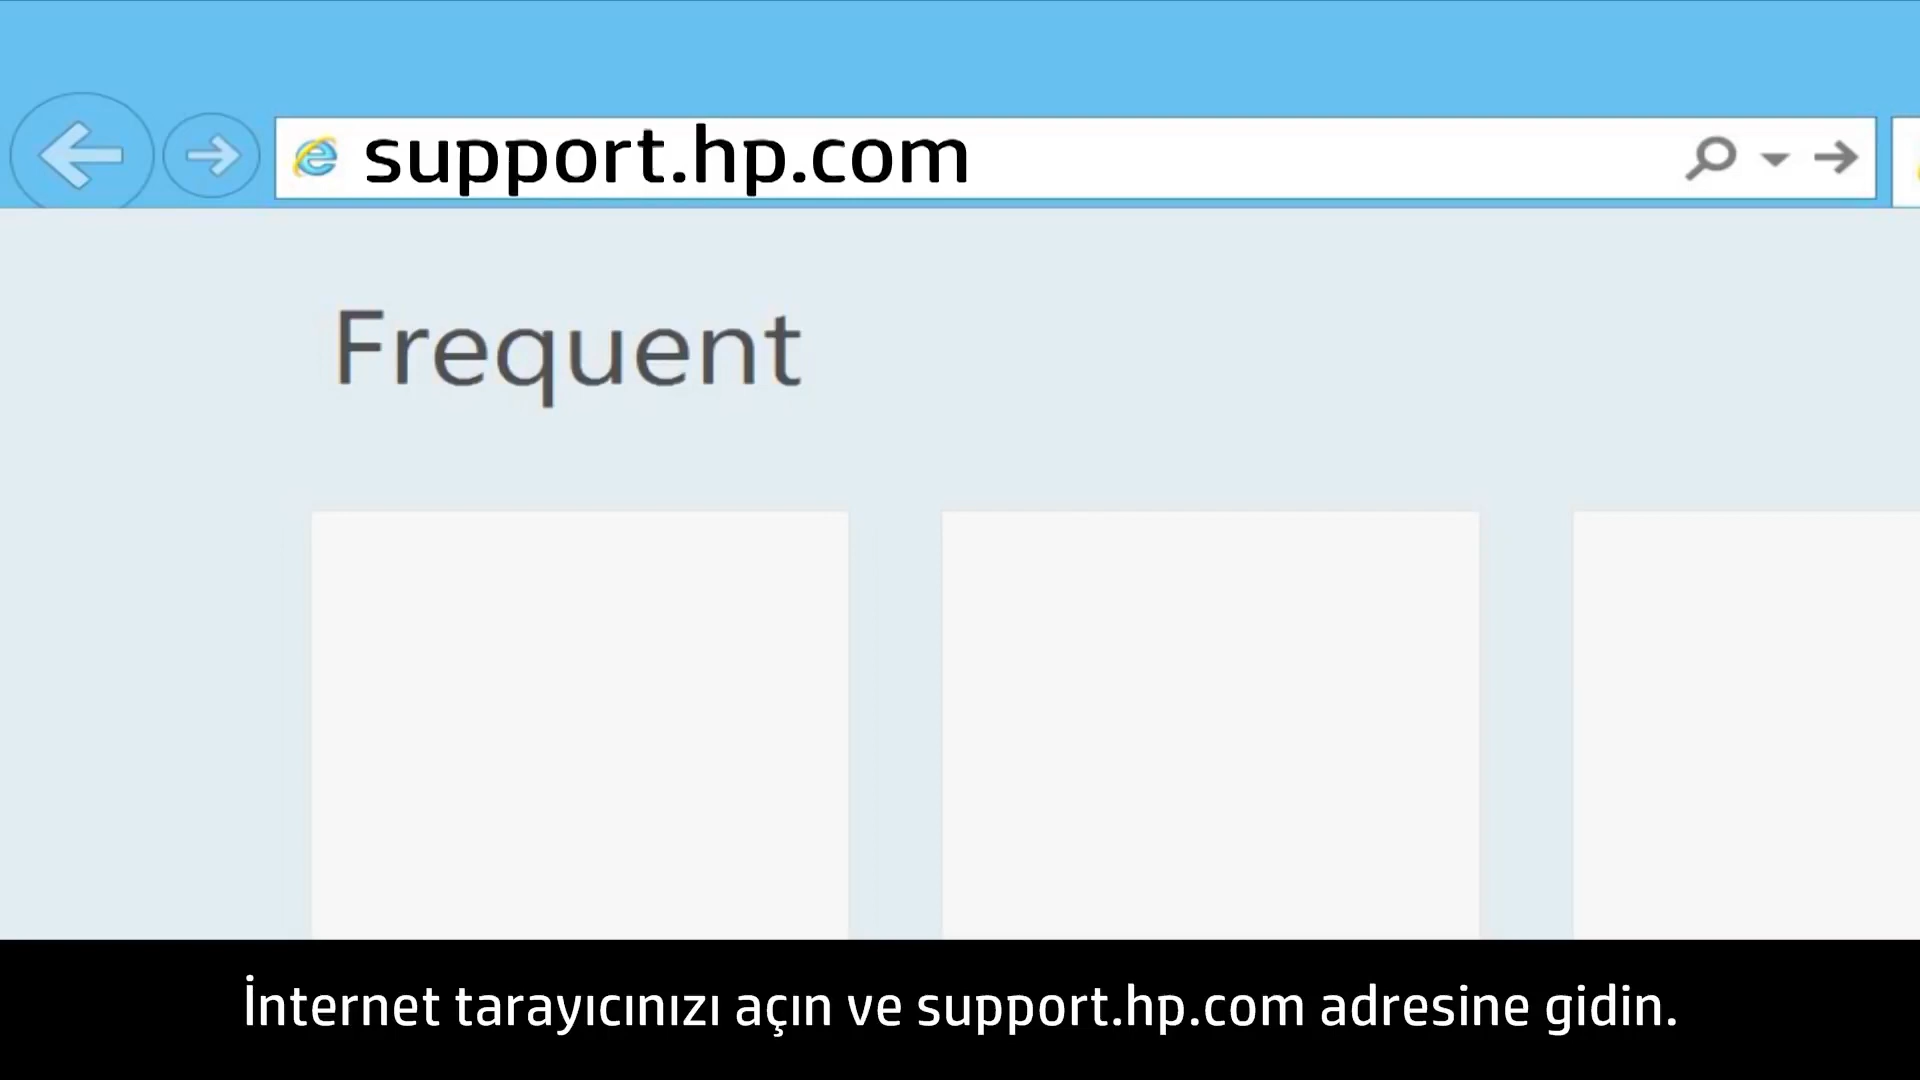 support.hp.com
Frequent
İnternet tarayıcınızı açın ve support.hp.com adresine gidin.